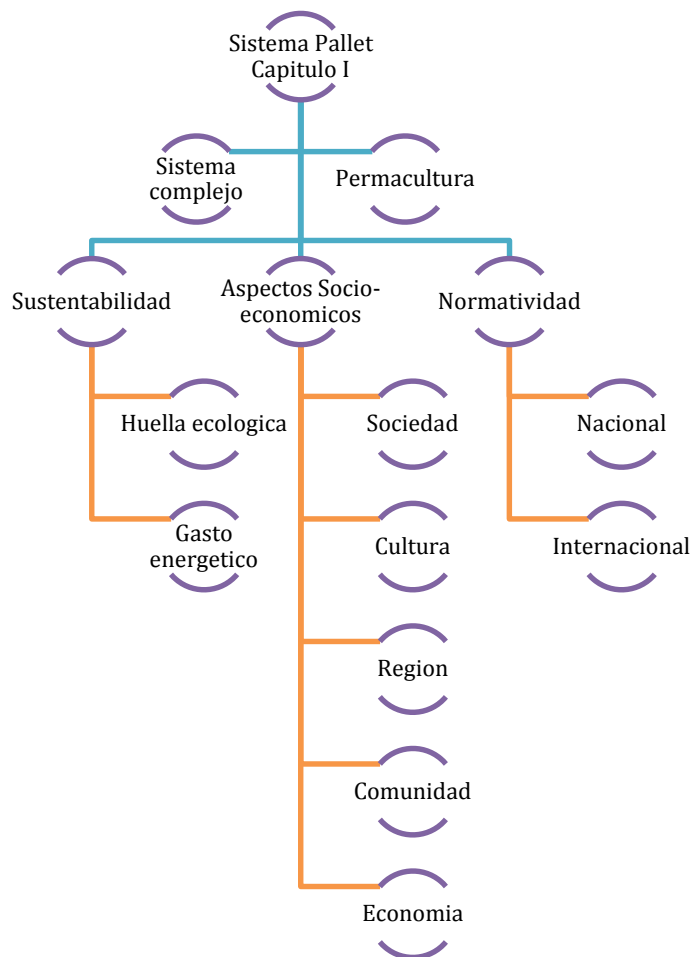 Sistema Pallet
Capitulo I
Sistema
complejo
Permacultura
Sustentabilidad
Aspectos Socio-
economicos
Normatividad
Huella ecologica
Sociedad
Nacional
Gasto
energetico
Cultura
Internacional
Region
Comunidad
Economia